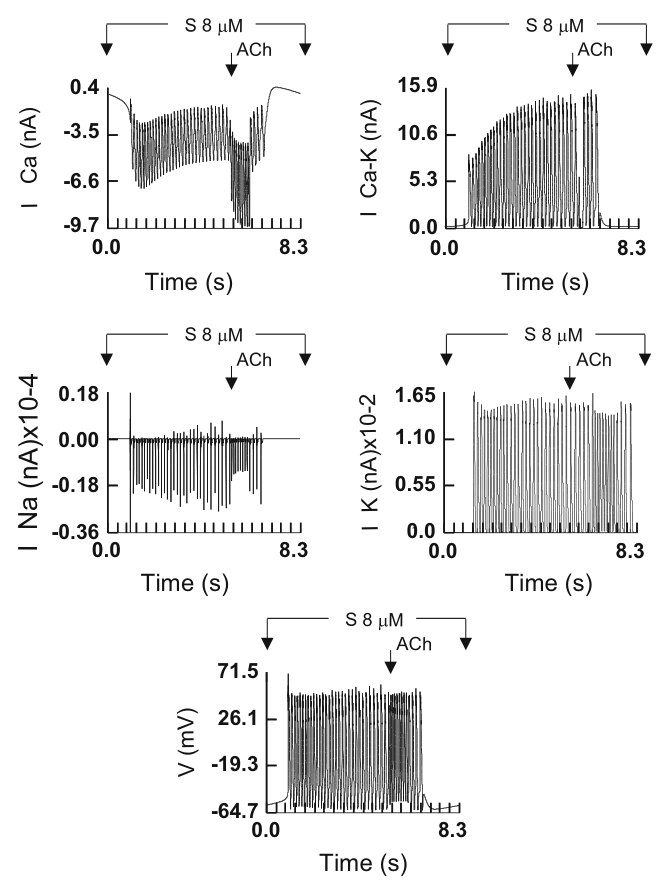 S 8 μM
ACh
I Ca (nA)
0.4
-3.5
-6.6
-9.7
0.0 8.3
Time (s)
S 8 μM
ACh
I Ca-K (nA)
15.9
10.6
5.3
0.0
0.0 8.3
Time (s)
S 8 μM
ACh
I Na (nA)x10-4
0.18
0.00
-0.18
-0.36
0.0 8.3
Time (s)
S 8 μM
ACh
I K (nA)x10-2
1.65
1.10
0.55
0.0
0.0 8.3
Time (s)
S 8 μM
ACh
V (mV)
71.5
26.1
-19.3
-64.7
0.0 8.3
Time (s)